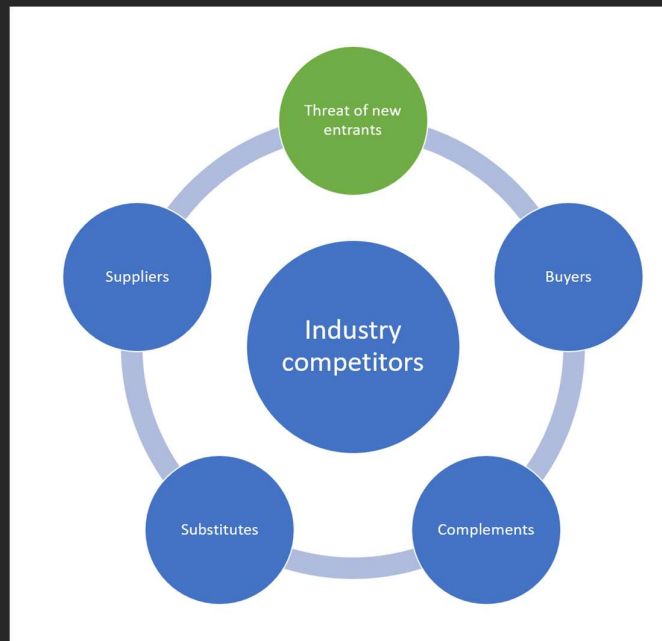 Threat of new
entrants
Suppliers
Buyers
Industry
competitors
Substitutes
Complements